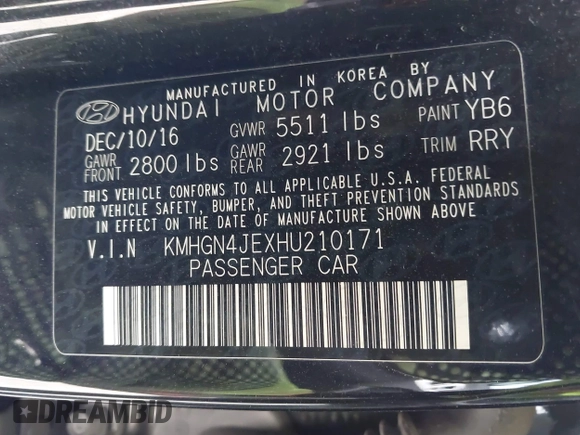 MANUFACTURED IN KOREA BY
HYUNDAI MOTOR COMPANY
DEC/10/16 GVWR 5511 lbs PAINT YB6
GAWR FRONT 2800 lbs GAWR REAR 2921 lbs TRIM RRY
THIS VEHICLE CONFORMS TO ALL APPLICABLE U.S.A. FEDERAL
MOTOR VEHICLE SAFETY, BUMPER, AND THEFT PREVENTION STANDARDS
IN EFFECT ON THE DATE OF MANUFACTURE SHOWN ABOVE
V.I.N KMHGN4JEXHU210171
PASSENGER CAR
DREAMBID